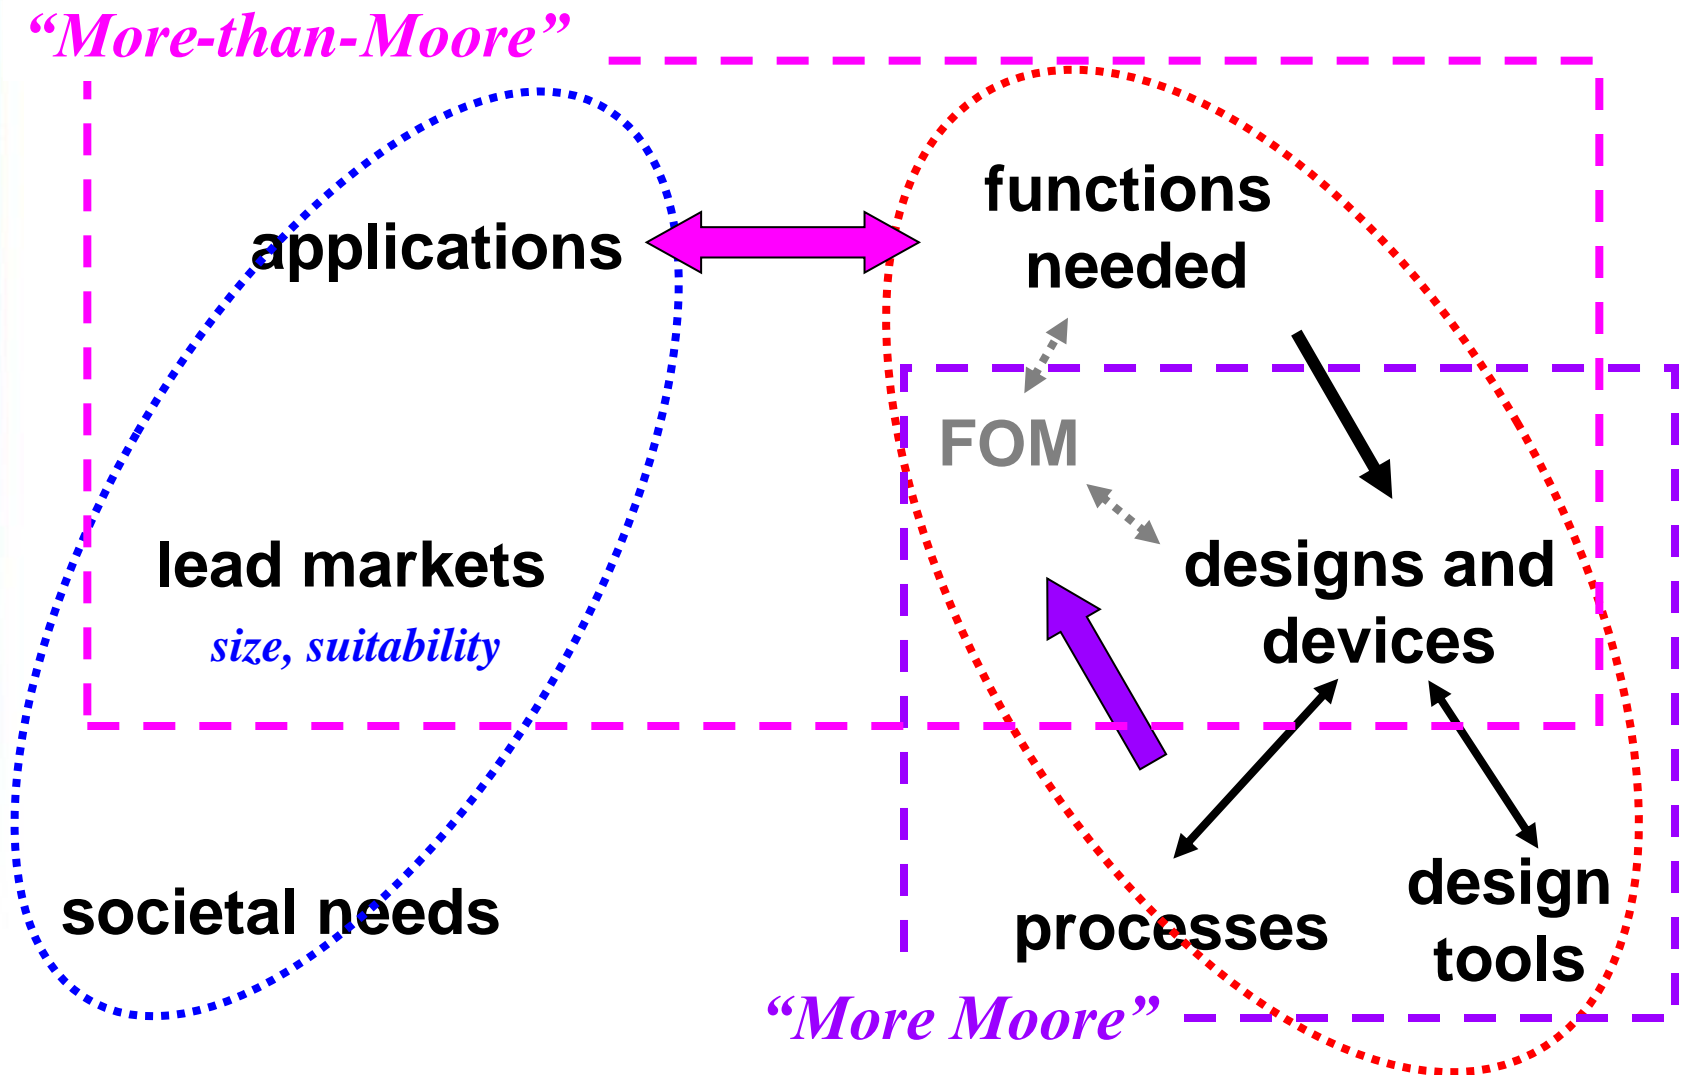 “More-than-Moore”
applications
functions
needed
FOM
lead markets
size, suitability
designs and
devices
societal needs
processes
design
tools
“More Moore”